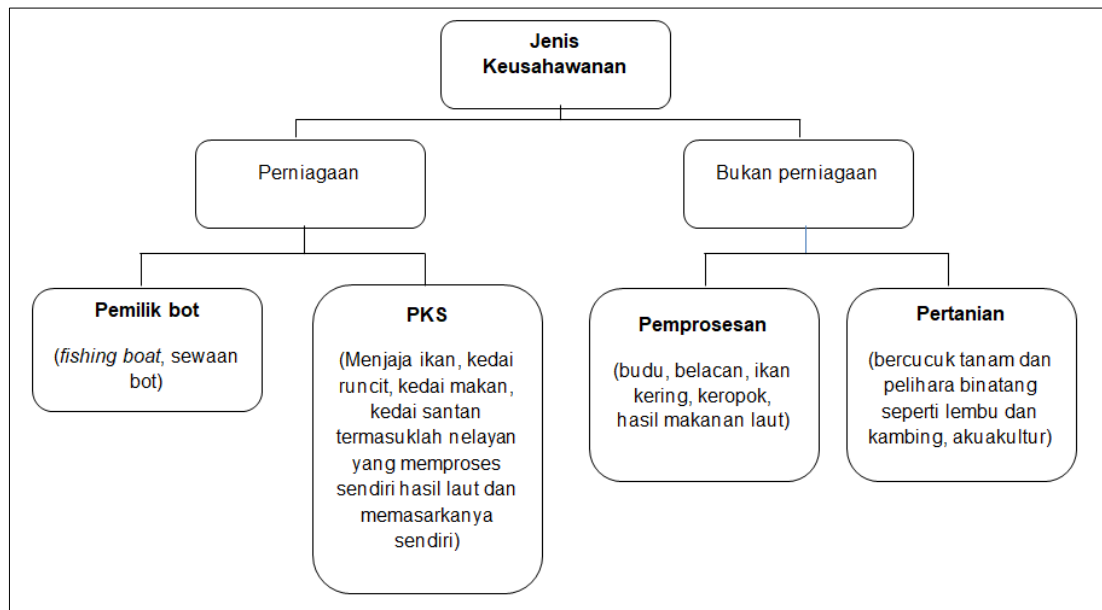 Jenis
Keusahawanan
Perniagaan
Bukan perniagaan
Pemilik bot
(fishing boat, sewaan
bot)
PKS
(Menjaja ikan, kedai
runcit, kedai makan,
kedai santan
termasuklah nelayan
yang memproses
sendiri hasil laut dan
memasarkanya
sendiri)
Pemprosesan
(budu, belacan, ikan
kering, keropok,
hasil makanan laut)
Pertanian
(bercucuk tanam dan
pelihara binatang
seperti lembu dan
kambing, akuakultur)